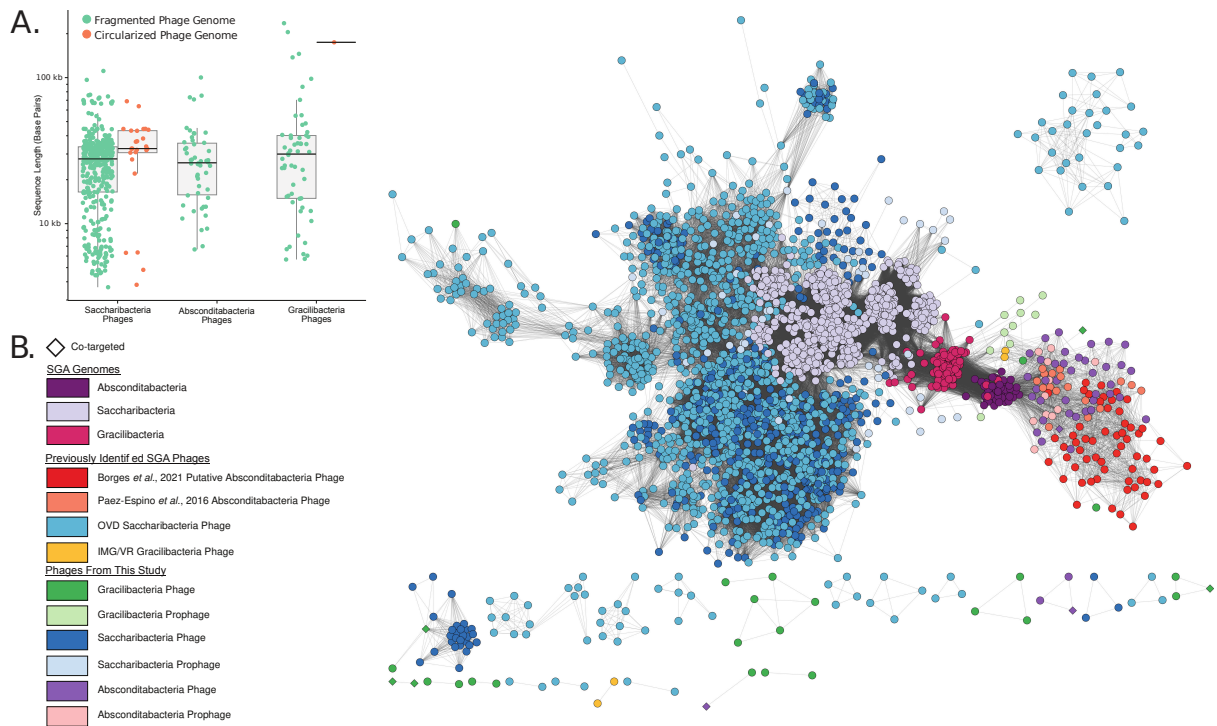 A.
Fragmented Phage Genome
Circularized Phage Genome
Sequence Length (Base Pairs)
100 kb
10 kb
Saccharibacteria Phages
Absconditabacteria Phages
Gracilibacteria Phages
B.
Co-targeted
SGA Genomes
Absconditabacteria
Saccharibacteria
Gracilibacteria
Previously Identifed SGA Phages
Borges et al., 2021 Putative Absconditabacteria Phage
Paez-Espino et al., 2016 Absconditabacteria Phage
OVD Saccharibacteria Phage
IMG/VR Gracilibacteria Phage
Phages From This Study
Gracilibacteria Phage
Gracilibacteria Prophage
Saccharibacteria Phage
Saccharibacteria Prophage
Absconditabacteria Phage
Absconditabacteria Prophage